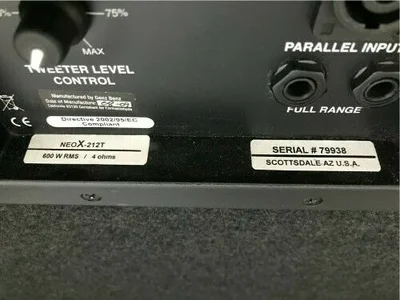 75%
%
MAX
TWEETER LEVEL
CONTROL
PARALLEL INPU
FULL RANGE
Manufactured by Genz Benz
Date of Manufacture:
CE
Directive 2002/95/EC
Compliant
NEOX-212T
600 W RMS / 4 ohms
SERIAL # 79938
SCOTTSDALE AZ U.S.A.